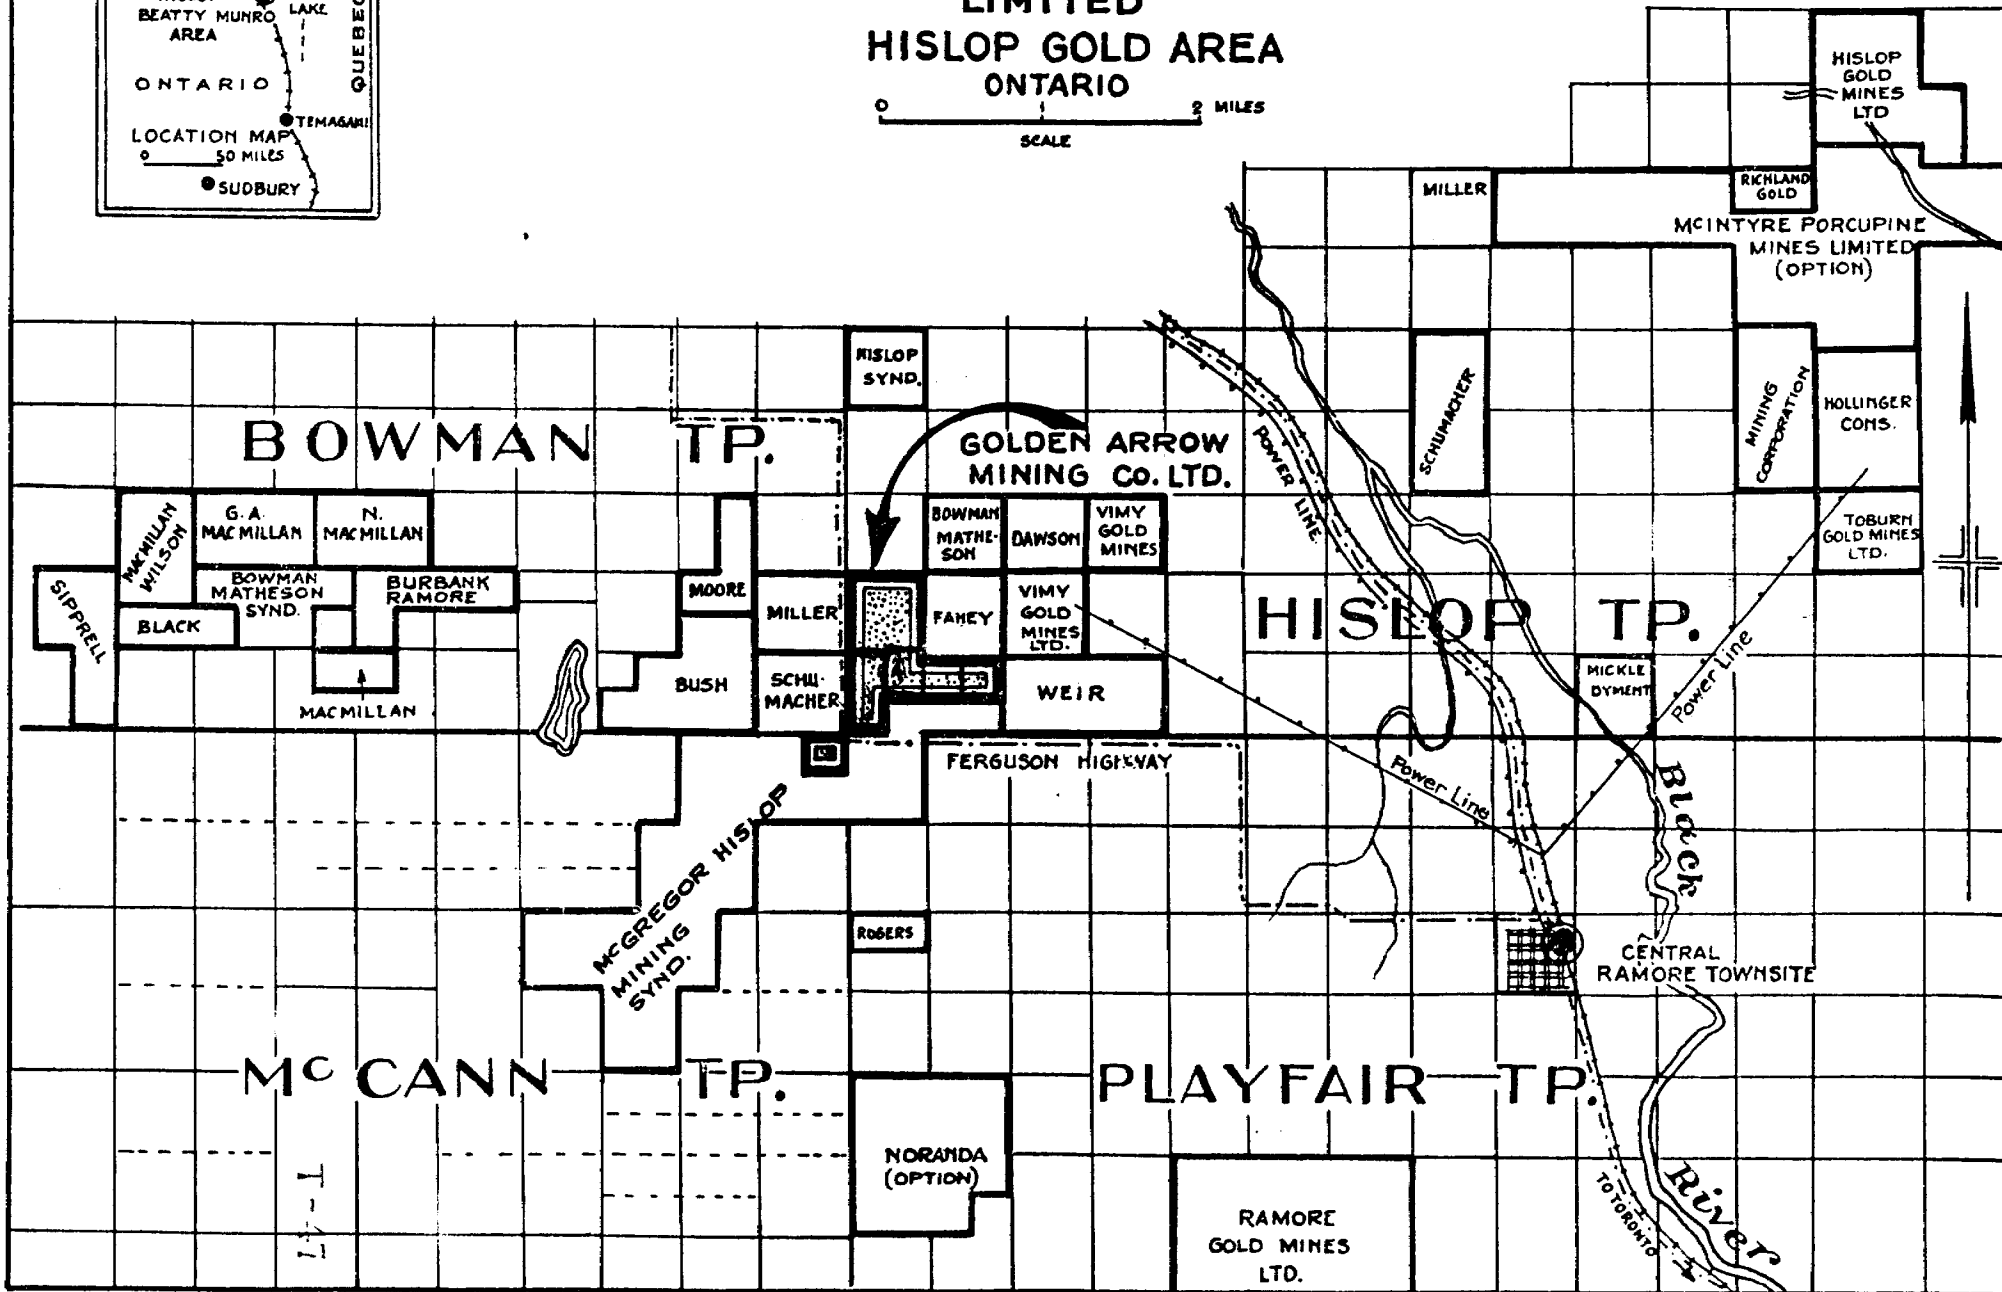 LAKE
BEATTY MUNRO
AREA
QUEBEC
ONTARIO
TEMAGAMI
LOCATION MAP
0 50 MILES
SUDBURY
LIMITED
HISLOP GOLD AREA
ONTARIO
0 1 2 MILES
SCALE
HISLOP
GOLD
MINES
LTD
MILLER
RICHLAND
GOLD
McINTYRE PORCUPINE
MINES LIMITED
(OPTION)
HISLOP
SYND.
BOWMAN TP.
GOLDEN ARROW
MINING CO. LTD.
POWER LINE
SCHUMACHER
MINING
CORPORATION
HOLLINGER
CONS.
TOBURN
GOLD MINES
LTD.
MACMILLAN
WILSON
G. A.
MACMILLAN
N.
MACMILLAN
BOWMAN
MATHE-
SON
DAWSON
VIMY
GOLD
MINES
SIPPRELL
BOWMAN
MATHESON
SYND.
BURBANK
RAMORE
BLACK
MACMILLAN
MOORE
MILLER
FAHEY
VIMY
GOLD
MINES
LTD.
BUSH
SCHU-
MACHER
WEIR
HISLOP TP.
MICKLE
DYMENT
Power Line
FERGUSON HIGHWAY
Power Line
McGREGOR HISLOP
MINING
SYND.
ROGERS
CENTRAL
RAMORE TOWNSITE
Black
River
McCANN TP.
PLAYFAIR TP.
NORANDA
(OPTION)
RAMORE
GOLD MINES
LTD.
TO TORONTO